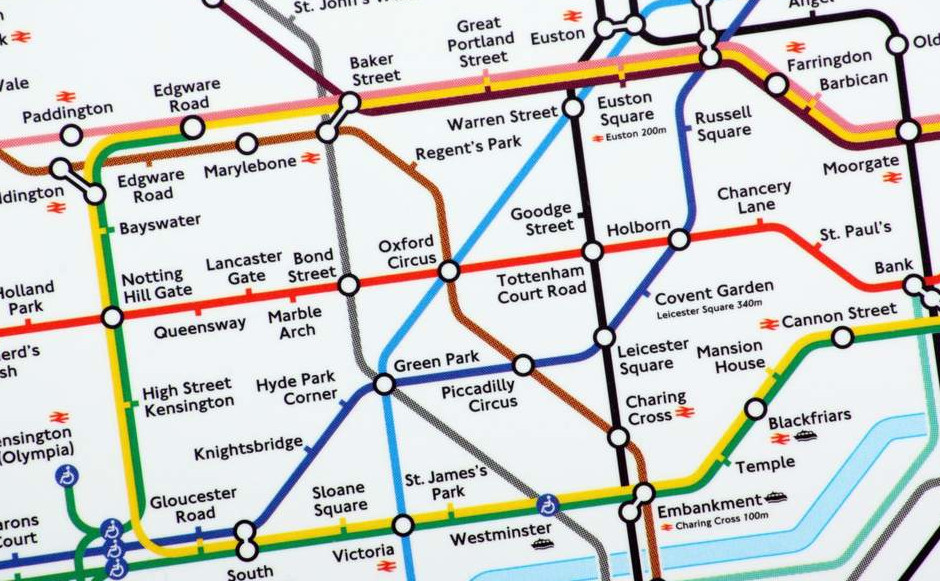 St. John's
Angel
Great
Portland
Street
Euston
Old
Baker
Street
Farringdon
Barbican
Vale
Paddington
Edgware
Road
Warren Street
Euston
Square
Euston 200m
Russell
Square
Regent's Park
Marylebone
Moorgate
Edgware
Road
Bayswater
Chancery
Lane
Goodge
Street
Holborn
St. Paul's
Oxford
Circus
Lancaster
Gate
Bond
Street
Notting
Hill Gate
Tottenham
Court Road
Bank
Holland
Park
Queensway
Marble
Arch
Covent Garden
Leicester Square 340m
Cannon Street
Leicester
Square
Mansion
House
Green Park
Piccadilly
Circus
Hyde Park
Corner
High Street
Kensington
Charing
Cross
Blackfriars
Knightsbridge
(Olympia)
Temple
St. James's
Park
Sloane
Square
Gloucester
Road
Embankment
Charing Cross 100m
Westminster
Victoria
Court
South